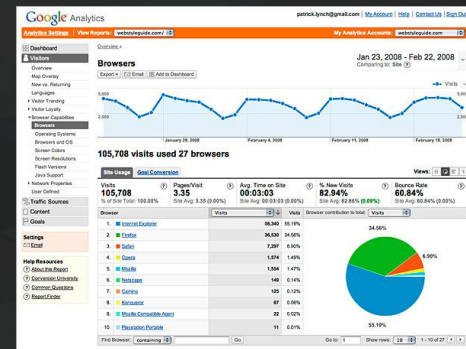 Google Analytics
patrick.lynch@gmail.com | My Account | Help | Contact Us | Sign Out
Analytics Settings | View Reports: webstyleguide.com/
My Analytics Accounts: webstyleguide.com
Dashboard
Visitors
Overview
Map Overlay
New vs. Returning
Languages
Visitor Trending
Visitor Loyalty
Browser Capabilities
Browsers
Operating Systems
Browsers and OS
Screen Colors
Screen Resolutions
Flash Versions
Java Support
Network Properties
User Defined
Traffic Sources
Content
Goals
Settings
Email
Help Resources
About this Report
Conversion University
Common Questions
Report Finder
Overview »
Browsers
Jan 23, 2008 - Feb 22, 2008
Comparing to: Site
Export Email Add to Dashboard
Visits
5,000 5,000
2,500 2,500
January 28, 2008 February 4, 2008 February 11, 2008 February 18, 2008
105,708 visits used 27 browsers
Site Usage Goal Conversion Views:
Visits Pages/Visit Avg. Time on Site % New Visits Bounce Rate
105,708 3.35 00:03:03 82.94% 60.84%
% of Site Total: 100.00% Site Avg: 3.35 (0.00%) Site Avg: 00:03:03 (0.00%) Site Avg: 82.86% (0.09%) Site Avg: 60.84% (0.00%)
Browser Visits Visits Browser contribution to total: Visits
1. Internet Explorer 58,340 55.19%
2. Firefox 36,530 34.56%
3. Safari 7,297 6.90%
4. Opera 1,574 1.49%
5. Mozilla 1,554 1.47%
6. Netscape 149 0.14%
7. Camino 125 0.12%
8. Konqueror 67 0.06%
9. Mozilla Compatible Agent 22 0.02%
10. Playstation Portable 11 0.01%
34.56%
6.90%
55.19%
Find Browser: containing Go Go to: 1 Show rows: 10 1 - 10 of 27